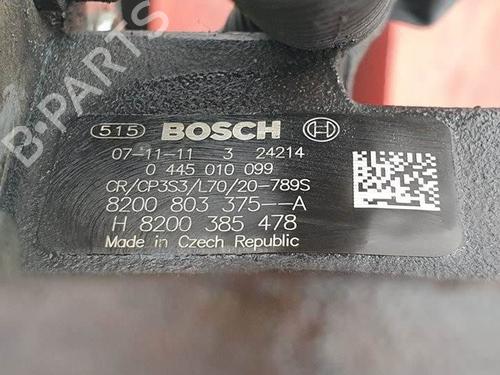 B-PARTS
515 BOSCH
07-11-11 3 24214
0 445 010 099
CR/CP3S3/L70/20-789S
8200 803 375--A
H 8200 385 478
Made in Czech Republic